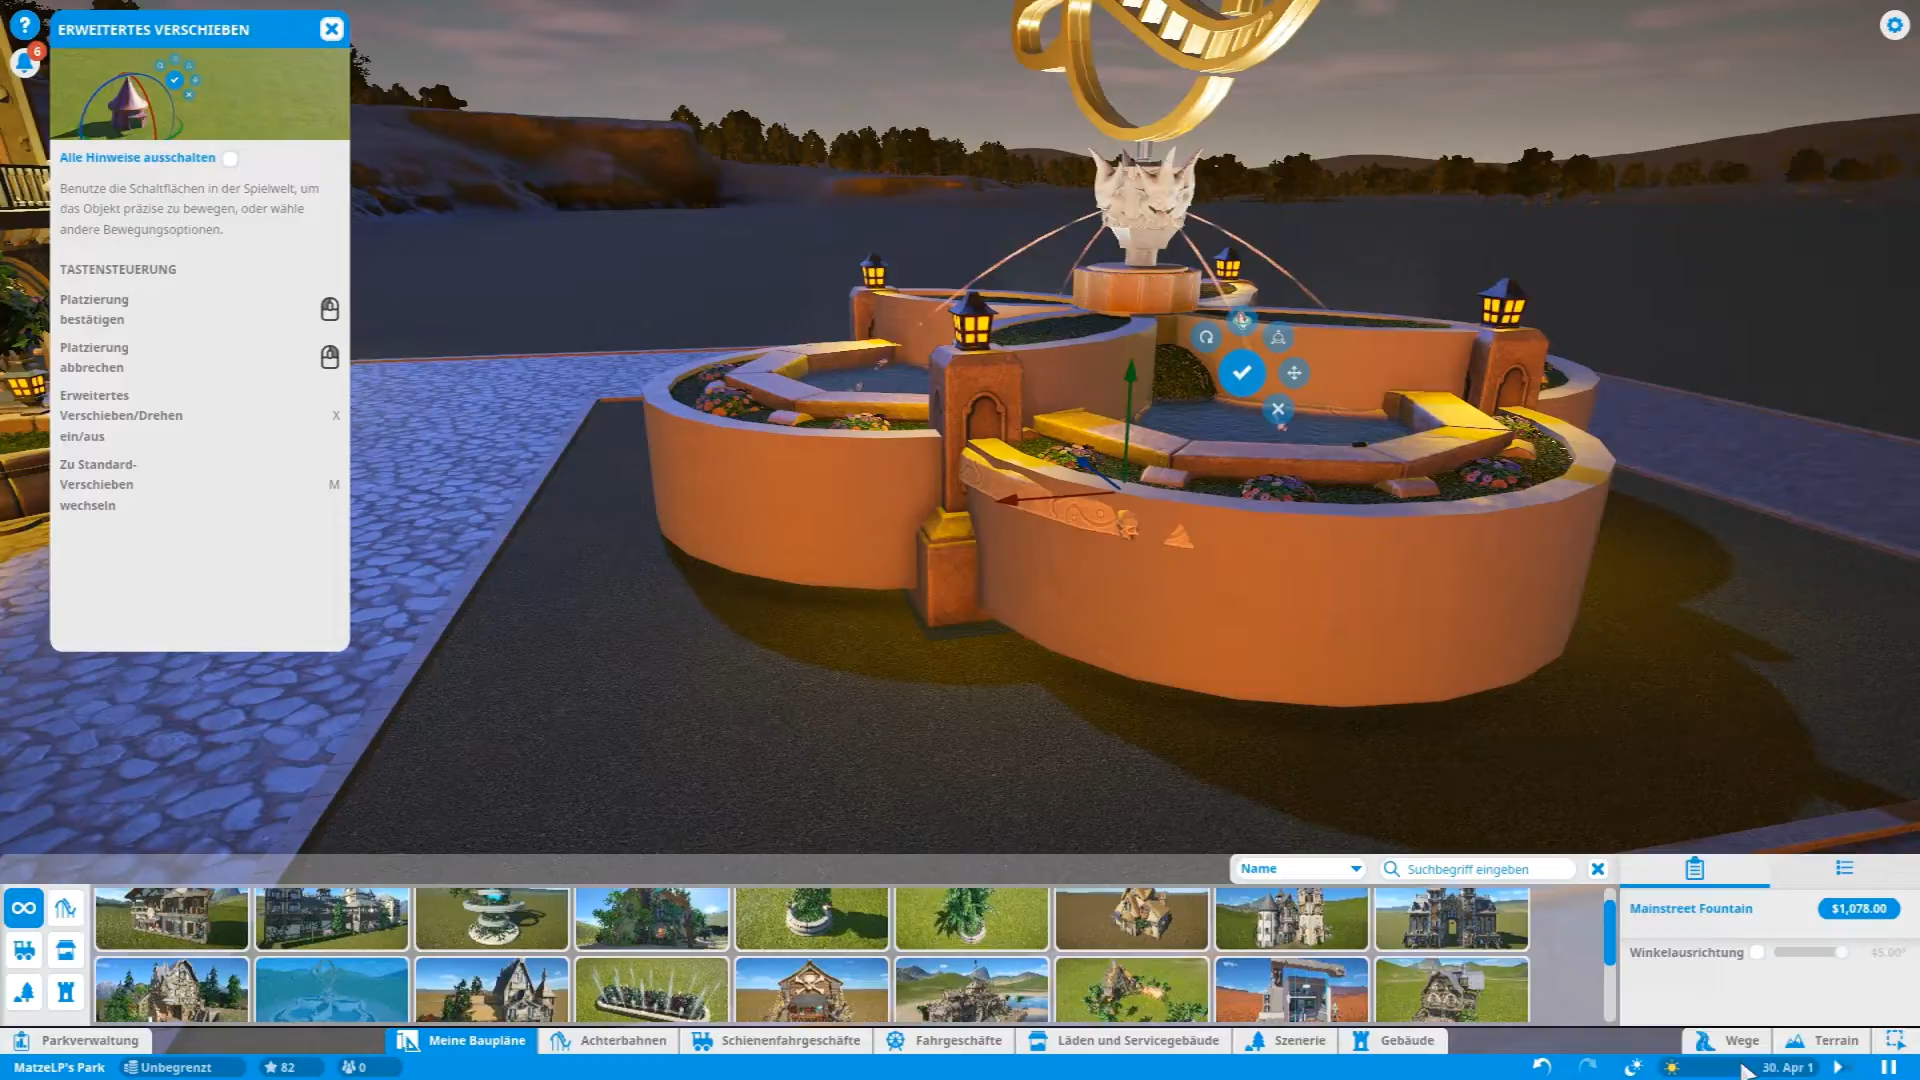 ?
ERWEITERTES VERSCHIEBEN
6
Alle Hinweise ausschalten
Benutze die Schaltflächen in der Spielwelt, um
das Objekt präzise zu bewegen, oder wähle
andere Bewegungsoptionen.
TASTENSTEUERUNG
Platzierung
bestätigen
Platzierung
abbrechen
Erweitertes
Verschieben/Drehen X
ein/aus
Zu Standard-
Verschieben M
wechseln
Name
Suchbegriff eingeben
Mainstreet Fountain $1,078.00
Winkelausrichtung 45.00°
Parkverwaltung
Meine Baupläne
Achterbahnen
Schienenfahrgeschäfte
Fahrgeschäfte
Läden und Servicegebäude
Szenerie
Gebäude
Wege
Terrain
MatzeLP's Park
Unbegrenzt
82
0
30. Apr 1